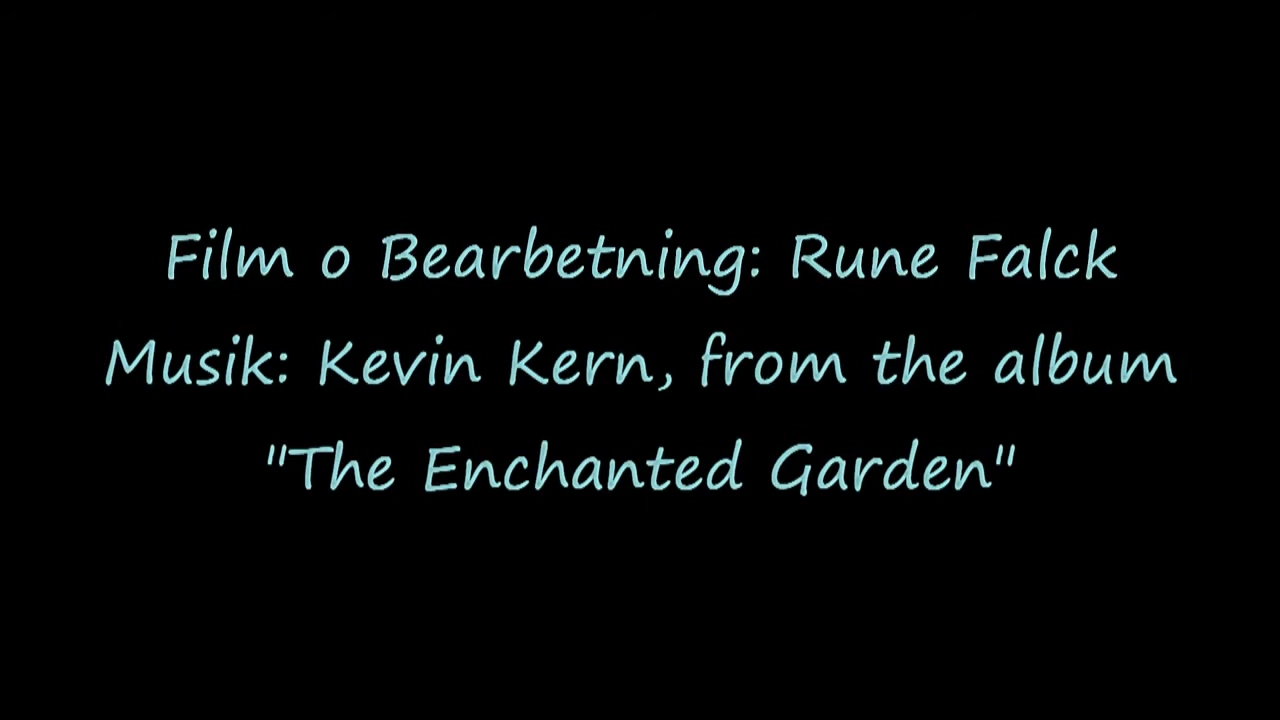 Film o Bearbetning: Rune Falck
Musik: Kevin Kern, from the album
"The Enchanted Garden"